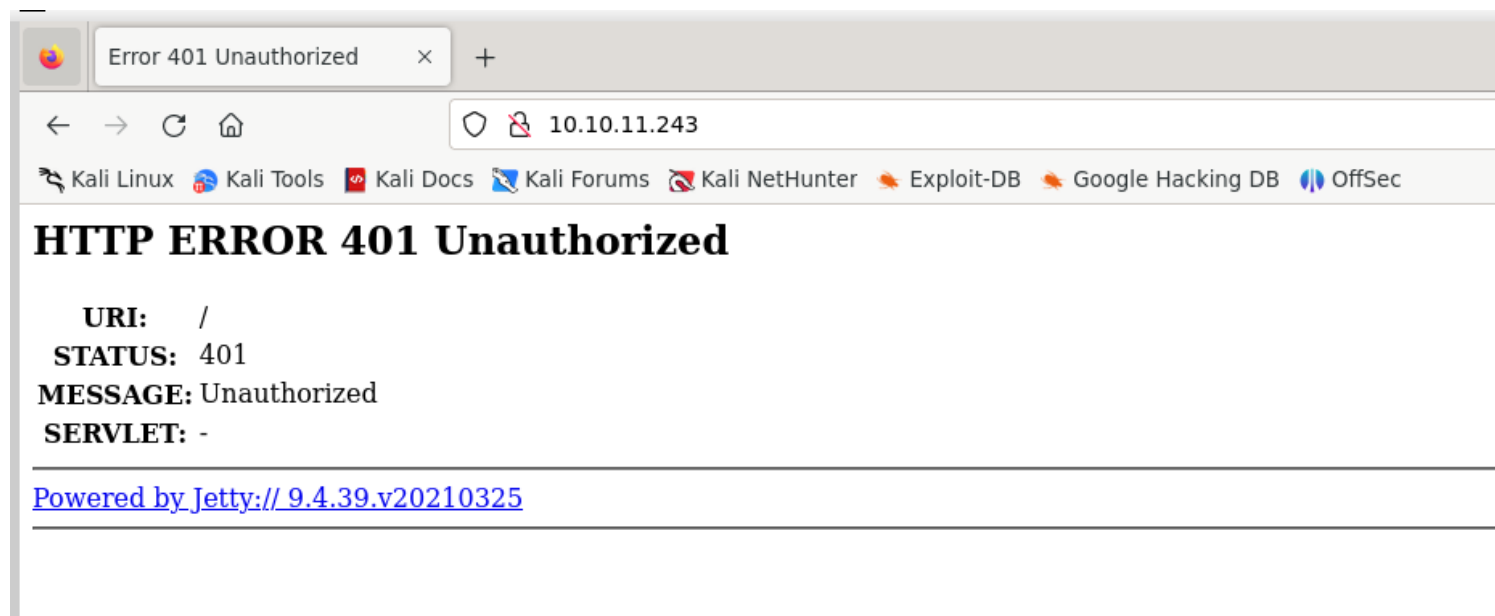 Error 401 Unauthorized
10.10.11.243
Kali Linux Kali Tools Kali Docs Kali Forums Kali NetHunter Exploit-DB Google Hacking DB OffSec
HTTP ERROR 401 Unauthorized
URI: /
STATUS: 401
MESSAGE: Unauthorized
SERVLET: -
Powered by Jetty:// 9.4.39.v20210325